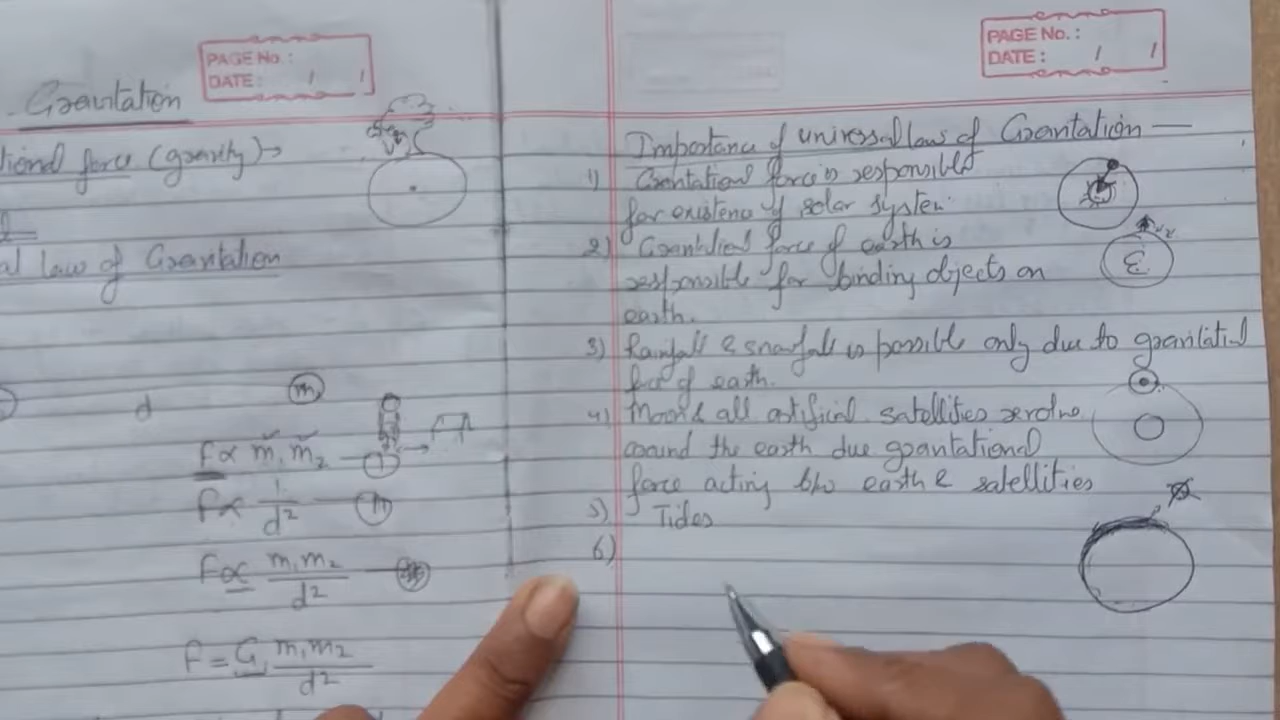 PAGE No. :
DATE : / /
Gravitation
tional force (gravity) →
al law of Gravitation
d
m
F ∝ m1 m2 — (I)
F ∝ 1/d² — (II)
F ∝ m1 m2/d²
F = G m1 m2/d²
PAGE No. :
DATE : / /
Importance of universal laws of Gravitation —
1) Gravitational force is responsible
for existence of solar system.
2) Gravitational force of earth is
responsible for binding objects on
earth.
3) Rainfall & snowfall is possible only due to gravitational
force of earth.
4) Moon & all artificial satellities revolve
around the earth due gravitational
force acting b/w earth & satellities
5) Tides
6)